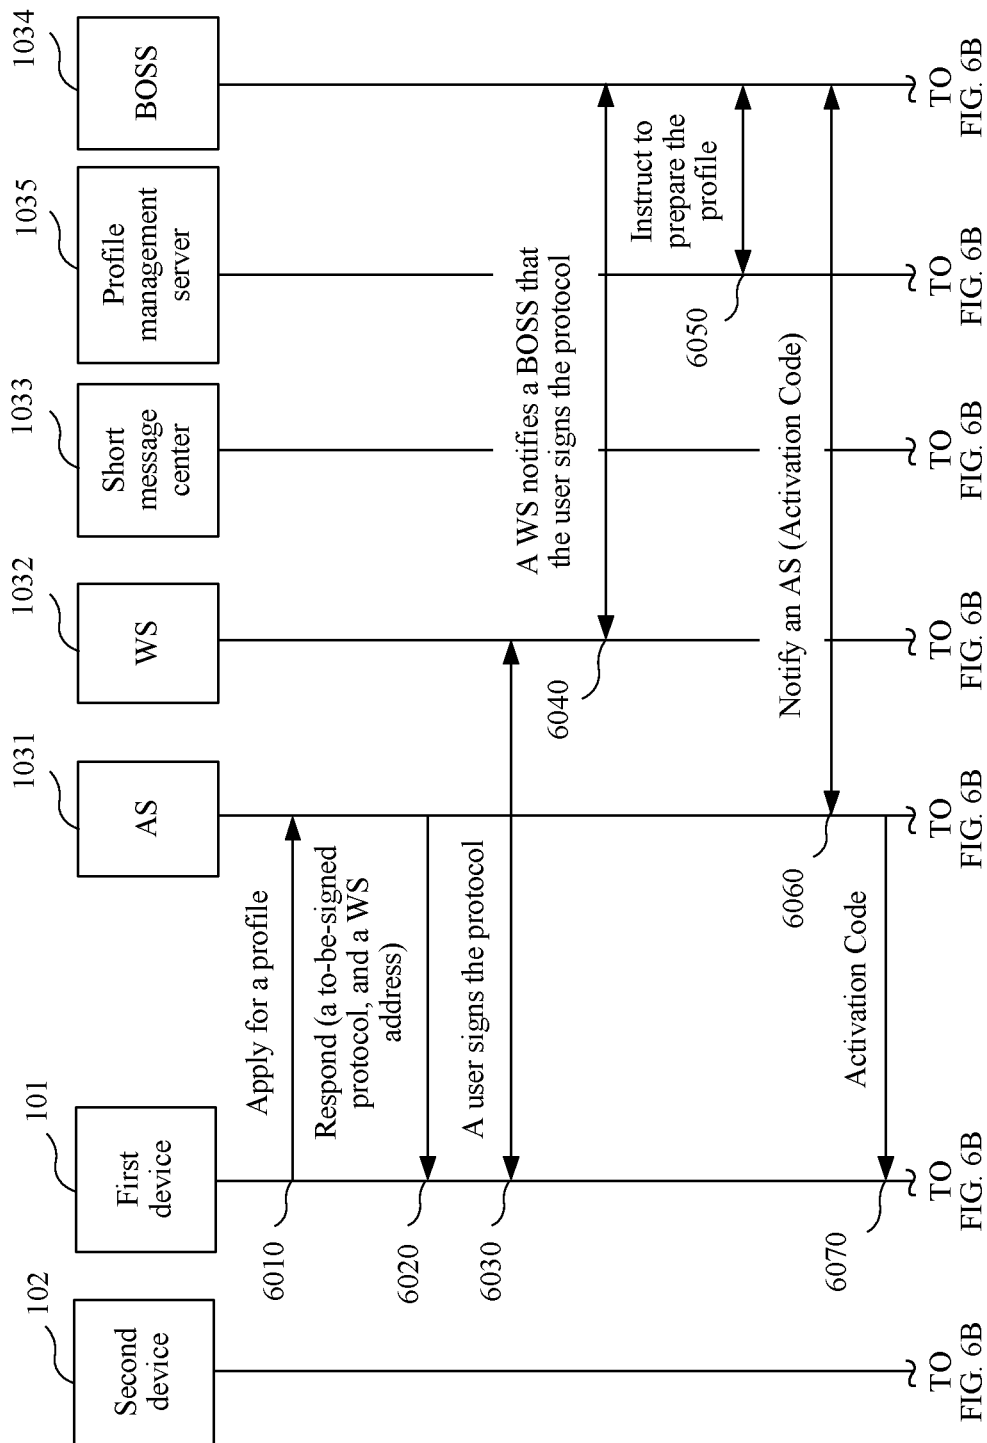 102
101
1031
1032
1033
1035
1034
Second
device
First
device
AS
WS
Short
message
center
Profile
management
server
BOSS
6010
Apply for a profile
Respond (a to-be-signed
protocol, and a WS
address)
6020
A user signs the protocol
6030
A WS notifies a BOSS that
the user signs the protocol
6040
Instruct to
prepare the
profile
6050
Notify an AS (Activation Code)
6060
Activation Code
6070
TO
FIG. 6B
TO
FIG. 6B
TO
FIG. 6B
TO
FIG. 6B
TO
FIG. 6B
TO
FIG. 6B
TO
FIG. 6B